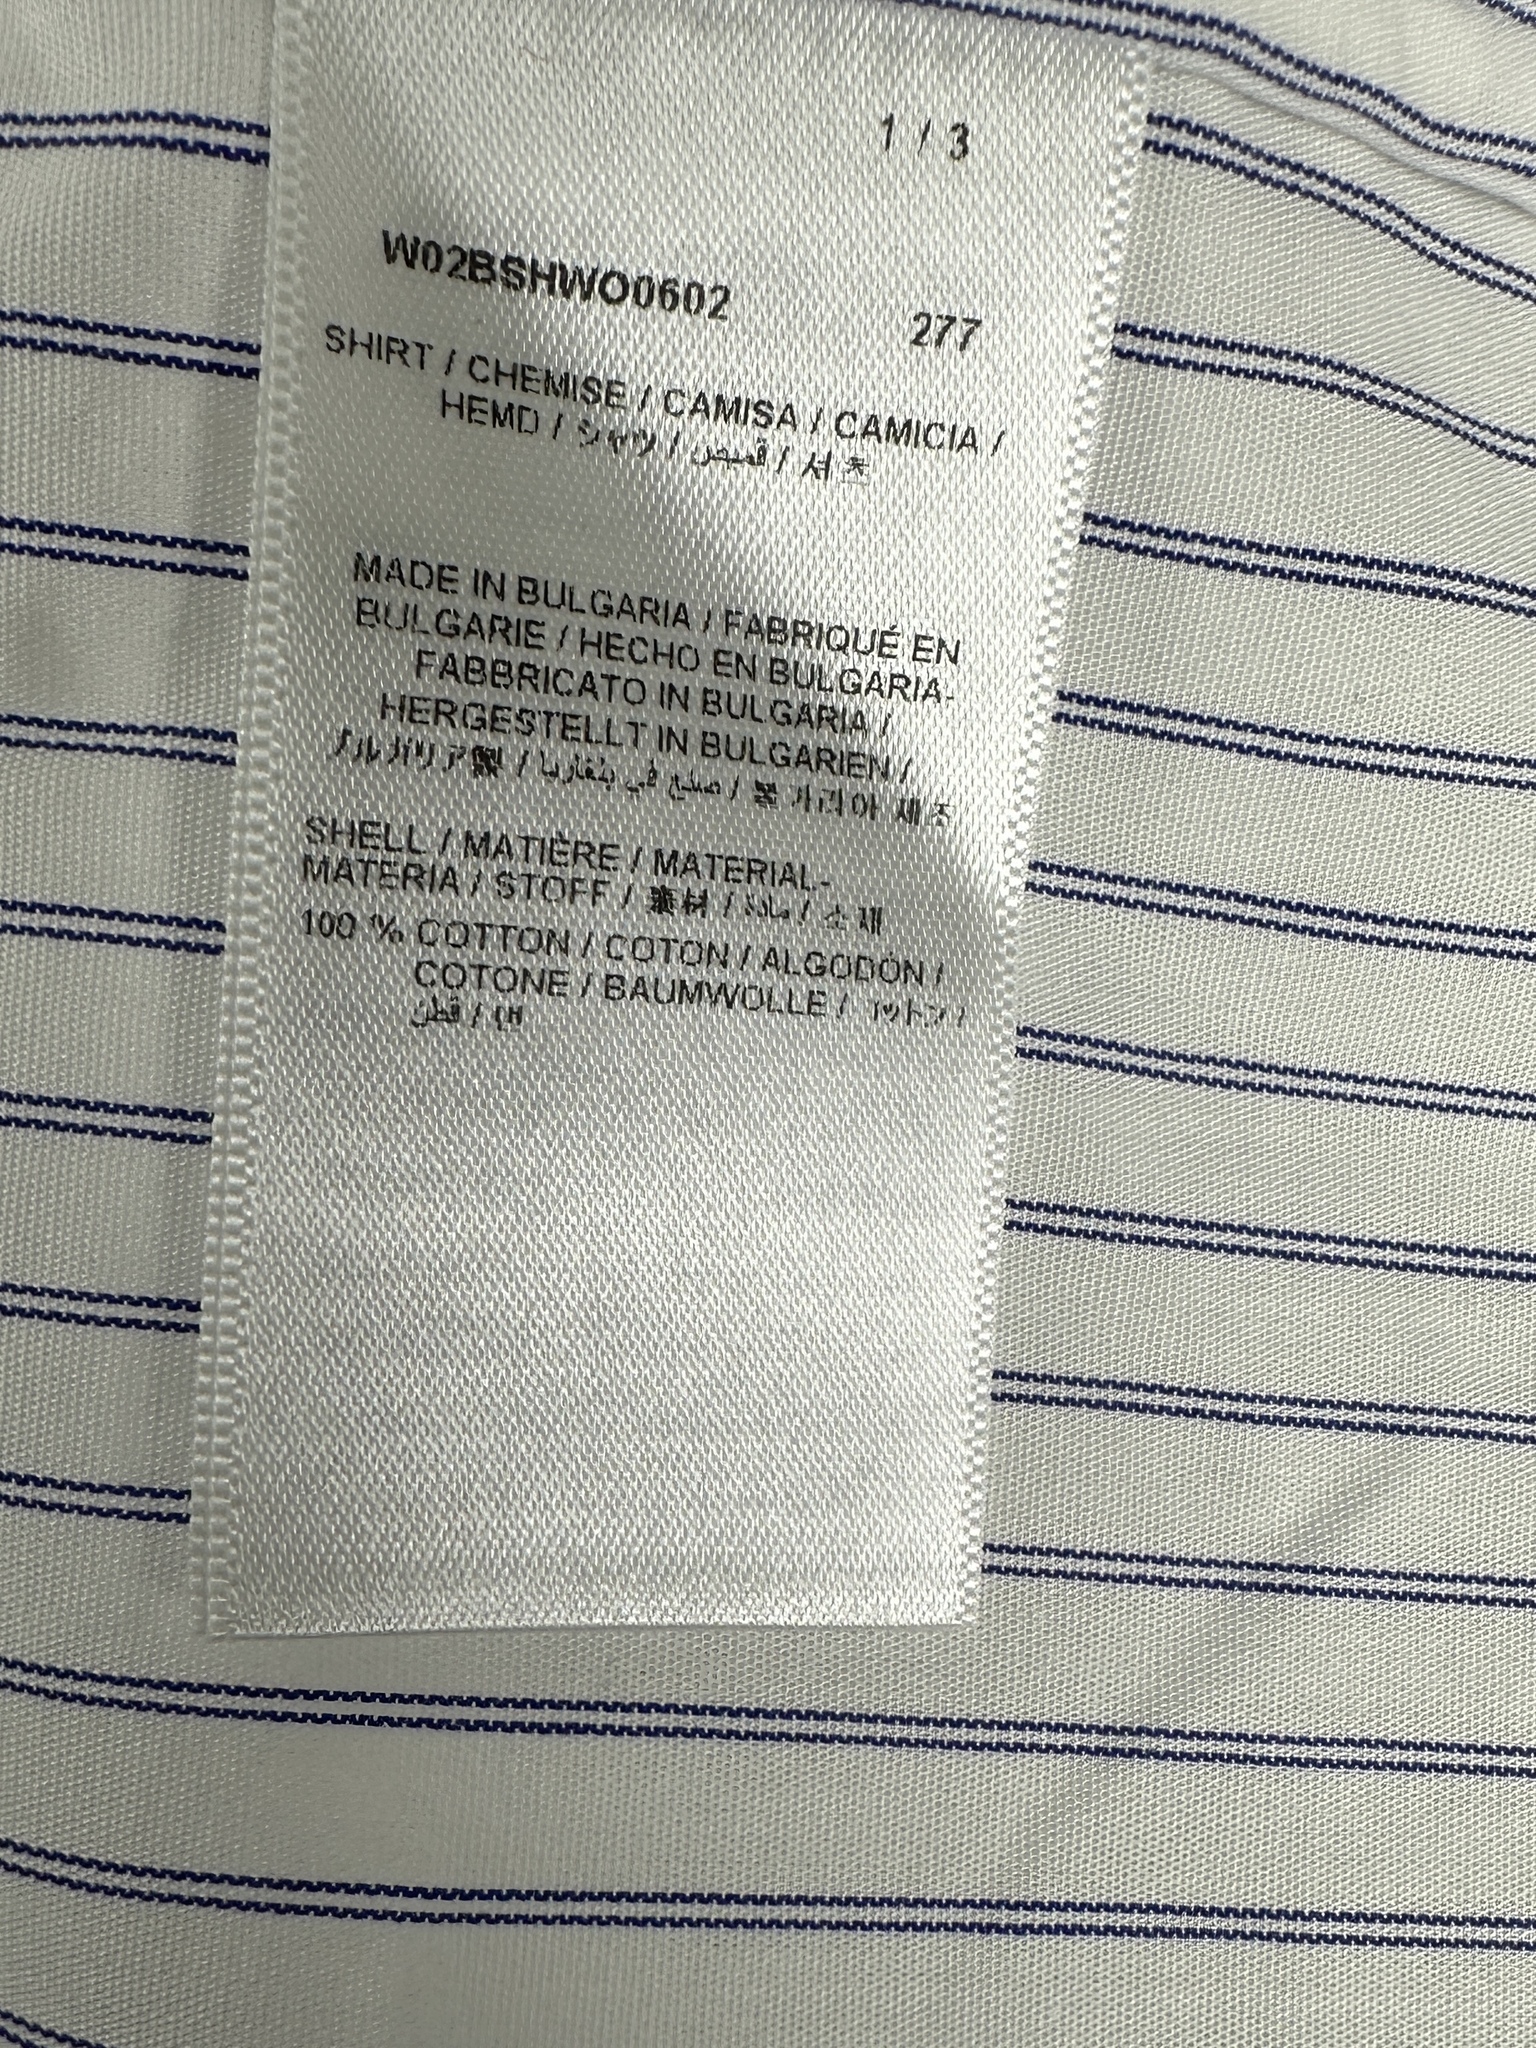 1 / 3
W02BSHWO0602 277
SHIRT / CHEMISE / CAMISA / CAMICIA /
HEMD / シャツ / قميص / 셔츠
MADE IN BULGARIA / FABRIQUÉ EN
BULGARIE / HECHO EN BULGARIA-
FABBRICATO IN BULGARIA /
HERGESTELLT IN BULGARIEN /
ブルガリア製 / صنع في بلغاريا / 불가리아 제조
SHELL / MATIÈRE / MATERIAL-
MATERIA / STOFF / 素材 / مادة / 소재
100 % COTTON / COTON / ALGODÓN /
COTONE / BAUMWOLLE / コットン /
قطن / 면